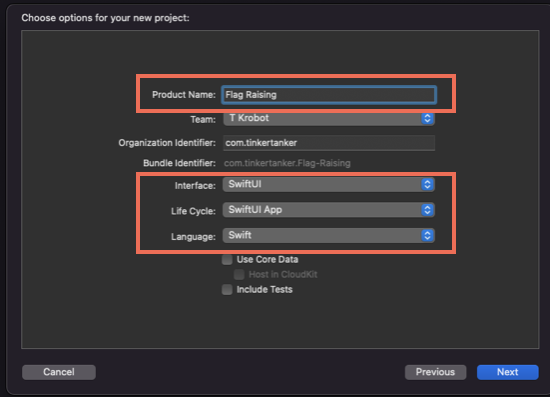 Choose options for your new project:
Product Name: Flag Raising
Team: T Krobot
Organization Identifier: com.tinkertanker
Bundle Identifier: com.tinkertanker.Flag-Raising
Interface: SwiftUI
Life Cycle: SwiftUI App
Language: Swift
Use Core Data
Host in CloudKit
Include Tests
Cancel Previous Next